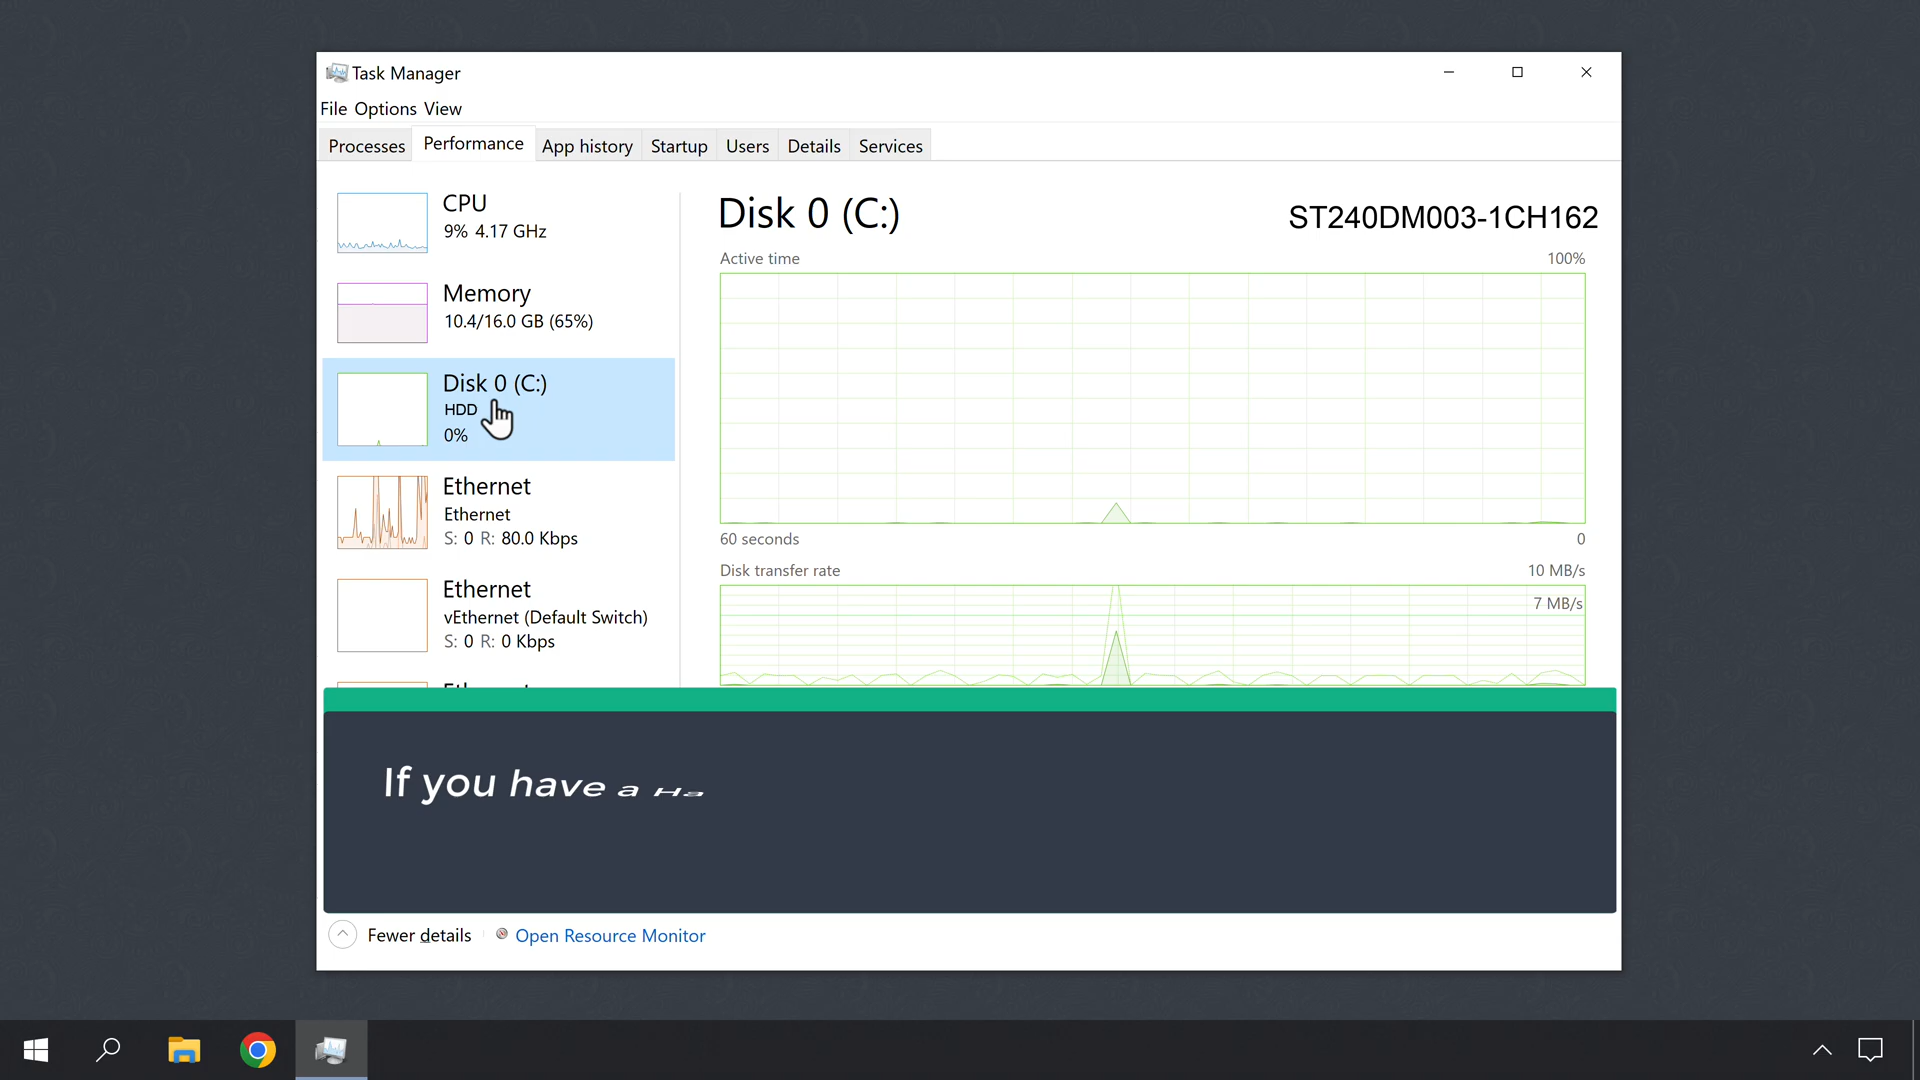 Task Manager
File Options View
Processes Performance App history Startup Users Details Services
CPU
9% 4.17 GHz
Memory
10.4/16.0 GB (65%)
Disk 0 (C:)
HDD
0%
Ethernet
Ethernet
S: 0 R: 80.0 Kbps
Ethernet
vEthernet (Default Switch)
S: 0 R: 0 Kbps
Disk 0 (C:) ST240DM003-1CH162
Active time 100%
60 seconds 0
Disk transfer rate 10 MB/s
7 MB/s
If you have a Ha
Fewer details Open Resource Monitor